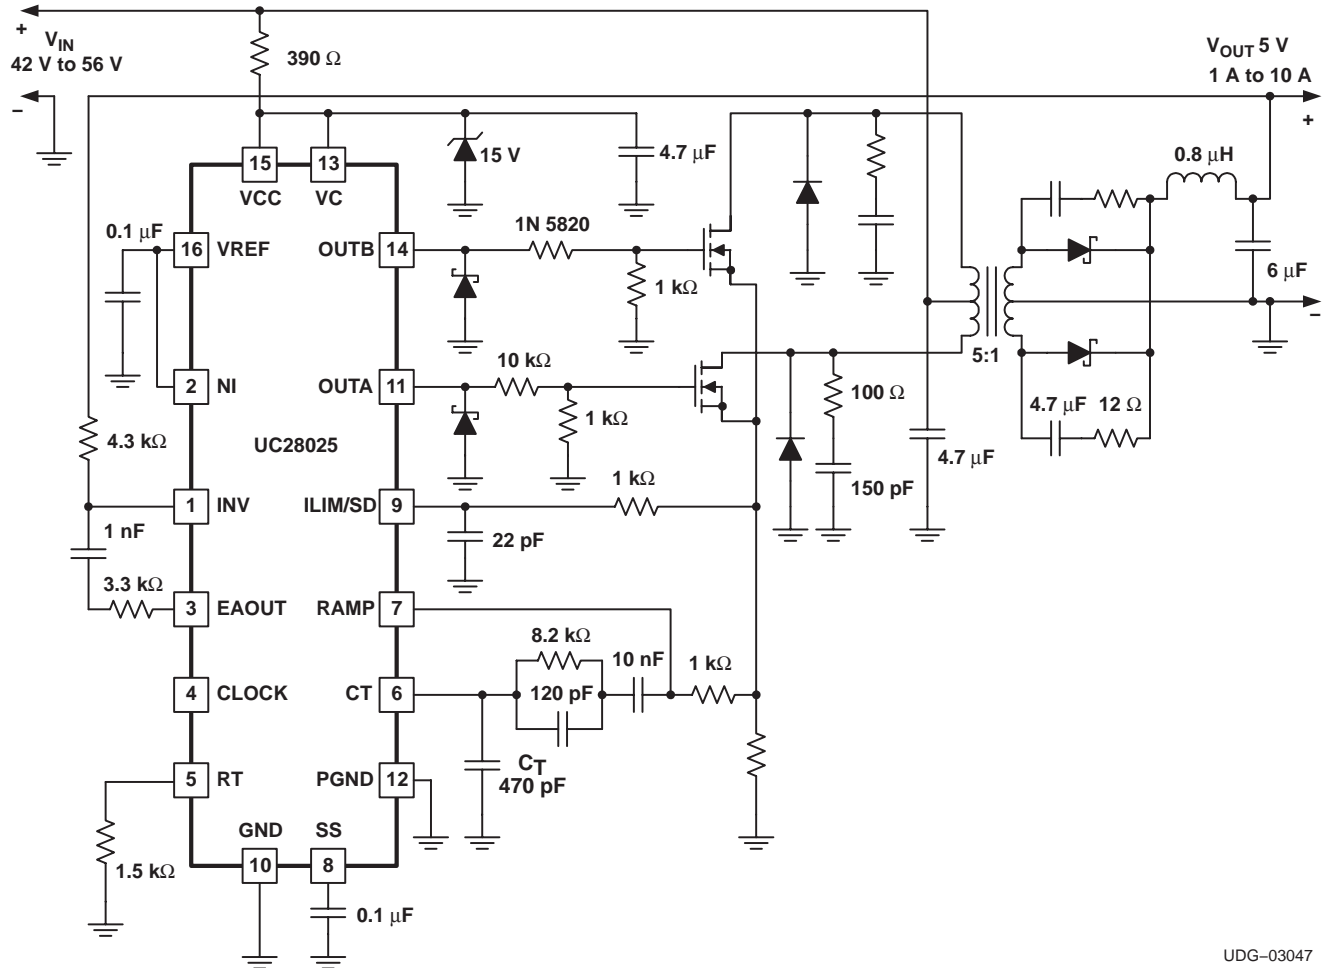 +
VIN
42 V to 56 V
−
390 Ω
VOUT 5 V
1 A to 10 A
+
15
13
VCC
VC
15 V
4.7 μF
0.8 μH
0.1 μF
16
VREF
OUTB
14
1N 5820
1 kΩ
6 μF
−
5:1
2
NI
OUTA
11
10 kΩ
1 kΩ
100 Ω
4.7 μF
12 Ω
4.3 kΩ
UC28025
4.7 μF
150 pF
1
INV
ILIM/SD
9
1 kΩ
1 nF
22 pF
3.3 kΩ
3
EAOUT
RAMP
7
8.2 kΩ
10 nF
1 kΩ
4
CLOCK
CT
6
120 pF
CT
470 pF
5
RT
PGND
12
GND
SS
10
8
1.5 kΩ
0.1 μF
UDG−03047